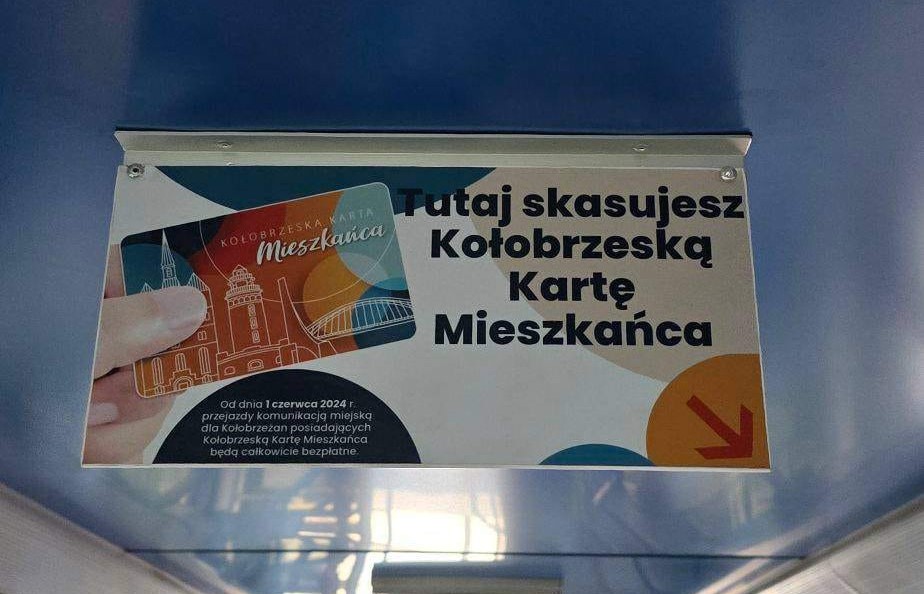 KOŁOBRZESKA KARTA
Mieszkańca
Tutaj skasujesz
Kołobrzeską
Kartę
Mieszkańca
Od dnia 1 czerwca 2024 r.
przejazdy komunikacją miejską
dla Kołobrzeżan posiadających
Kołobrzeską Kartę Mieszkańca
będą całkowicie bezpłatne.